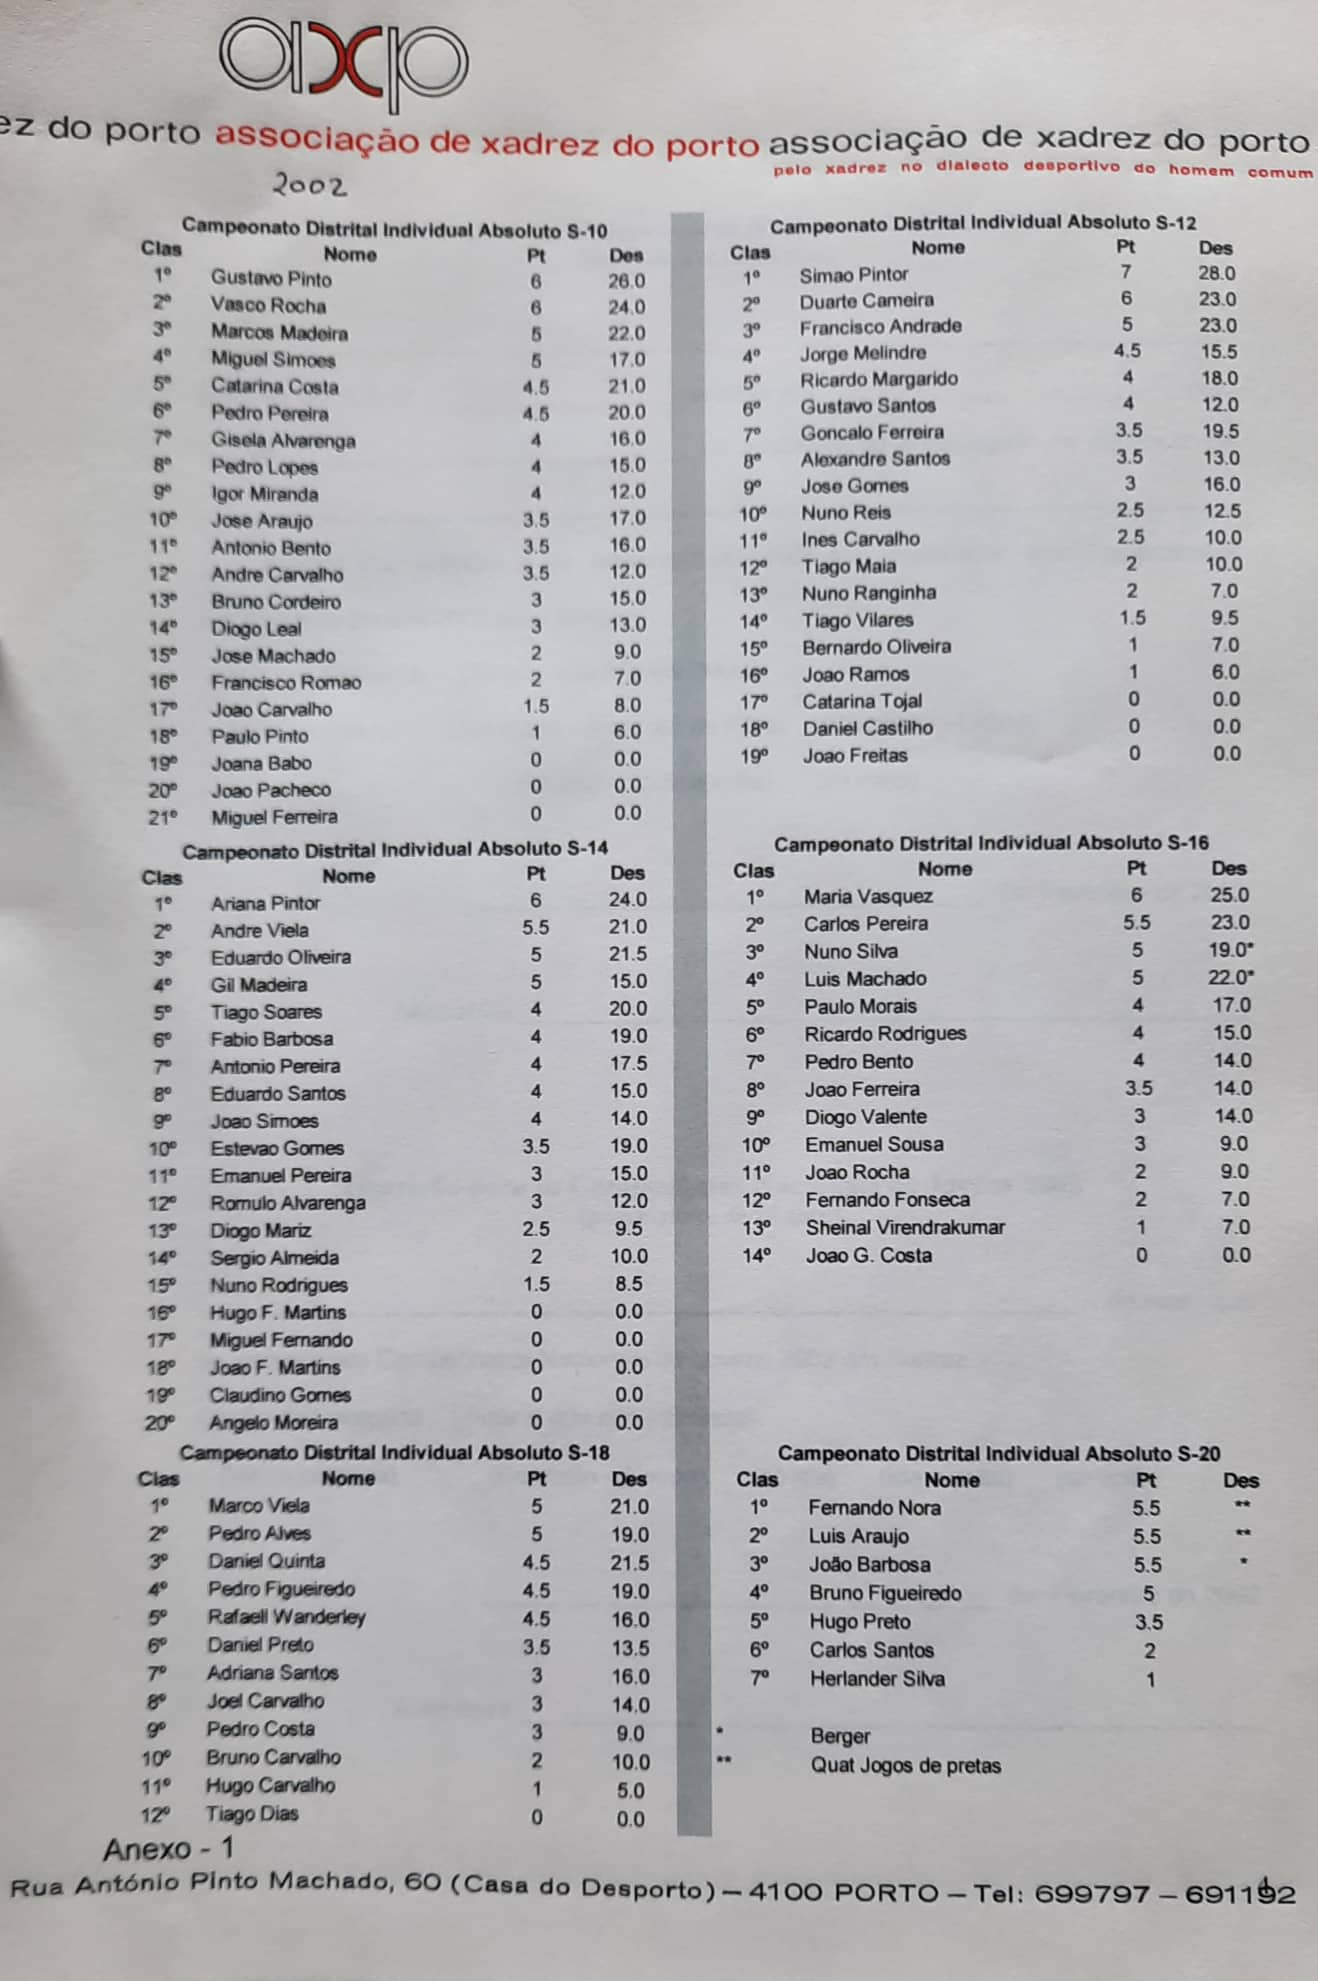 axp
ez do porto associação de xadrez do porto associação de xadrez do porto
pelo xadrez no dialecto desportivo do homem comum
2002
Campeonato Distrital Individual Absoluto S-10
Clas Nome Pt Des
1º Gustavo Pinto 6 26.0
2º Vasco Rocha 6 24.0
3º Marcos Madeira 5 22.0
4º Miguel Simoes 5 17.0
5º Catarina Costa 4.5 21.0
6º Pedro Pereira 4.5 20.0
7º Gisela Alvarenga 4 16.0
8º Pedro Lopes 4 15.0
9º Igor Miranda 4 12.0
10º Jose Araujo 3.5 17.0
11º Antonio Bento 3.5 16.0
12º Andre Carvalho 3.5 12.0
13º Bruno Cordeiro 3 15.0
14º Diogo Leal 3 13.0
15º Jose Machado 2 9.0
16º Francisco Romao 2 7.0
17º Joao Carvalho 1.5 8.0
18º Paulo Pinto 1 6.0
19º Joana Babo 0 0.0
20º Joao Pacheco 0 0.0
21º Miguel Ferreira 0 0.0
Campeonato Distrital Individual Absoluto S-12
Clas Nome Pt Des
1º Simao Pintor 7 28.0
2º Duarte Cameira 6 23.0
3º Francisco Andrade 5 23.0
4º Jorge Melindre 4.5 15.5
5º Ricardo Margarido 4 18.0
6º Gustavo Santos 4 12.0
7º Goncalo Ferreira 3.5 19.5
8º Alexandre Santos 3.5 13.0
9º Jose Gomes 3 16.0
10º Nuno Reis 2.5 12.5
11º Ines Carvalho 2.5 10.0
12º Tiago Maia 2 10.0
13º Nuno Ranginha 2 7.0
14º Tiago Vilares 1.5 9.5
15º Bernardo Oliveira 1 7.0
16º Joao Ramos 1 6.0
17º Catarina Tojal 0 0.0
18º Daniel Castilho 0 0.0
19º Joao Freitas 0 0.0
Campeonato Distrital Individual Absoluto S-14
Clas Nome Pt Des
1º Ariana Pintor 6 24.0
2º Andre Viela 5.5 21.0
3º Eduardo Oliveira 5 21.5
4º Gil Madeira 5 15.0
5º Tiago Soares 4 20.0
6º Fabio Barbosa 4 19.0
7º Antonio Pereira 4 17.5
8º Eduardo Santos 4 15.0
9º Joao Simoes 4 14.0
10º Estevao Gomes 3.5 19.0
11º Emanuel Pereira 3 15.0
12º Romulo Alvarenga 3 12.0
13º Diogo Mariz 2.5 9.5
14º Sergio Almeida 2 10.0
15º Nuno Rodrigues 1.5 8.5
16º Hugo F. Martins 0 0.0
17º Miguel Fernando 0 0.0
18º Joao F. Martins 0 0.0
19º Claudino Gomes 0 0.0
20º Angelo Moreira 0 0.0
Campeonato Distrital Individual Absoluto S-16
Clas Nome Pt Des
1º Maria Vasquez 6 25.0
2º Carlos Pereira 5.5 23.0
3º Nuno Silva 5 19.0*
4º Luis Machado 5 22.0*
5º Paulo Morais 4 17.0
6º Ricardo Rodrigues 4 15.0
7º Pedro Bento 4 14.0
8º Joao Ferreira 3.5 14.0
9º Diogo Valente 3 14.0
10º Emanuel Sousa 3 9.0
11º Joao Rocha 2 9.0
12º Fernando Fonseca 2 7.0
13º Sheinal Virendrakumar 1 7.0
14º Joao G. Costa 0 0.0
Campeonato Distrital Individual Absoluto S-18
Clas Nome Pt Des
1º Marco Viela 5 21.0
2º Pedro Alves 5 19.0
3º Daniel Quinta 4.5 21.5
4º Pedro Figueiredo 4.5 19.0
5º Rafaell Wanderley 4.5 16.0
6º Daniel Preto 3.5 13.5
7º Adriana Santos 3 16.0
8º Joel Carvalho 3 14.0
9º Pedro Costa 3 9.0
10º Bruno Carvalho 2 10.0
11º Hugo Carvalho 1 5.0
12º Tiago Dias 0 0.0
Campeonato Distrital Individual Absoluto S-20
Clas Nome Pt Des
1º Fernando Nora 5.5 **
2º Luis Araujo 5.5 **
3º João Barbosa 5.5 *
4º Bruno Figueiredo 5
5º Hugo Preto 3.5
6º Carlos Santos 2
7º Herlander Silva 1
* Berger
** Quat Jogos de pretas
Anexo - 1
Rua António Pinto Machado, 60 (Casa do Desporto) – 4100 PORTO – Tel: 699797 – 691192